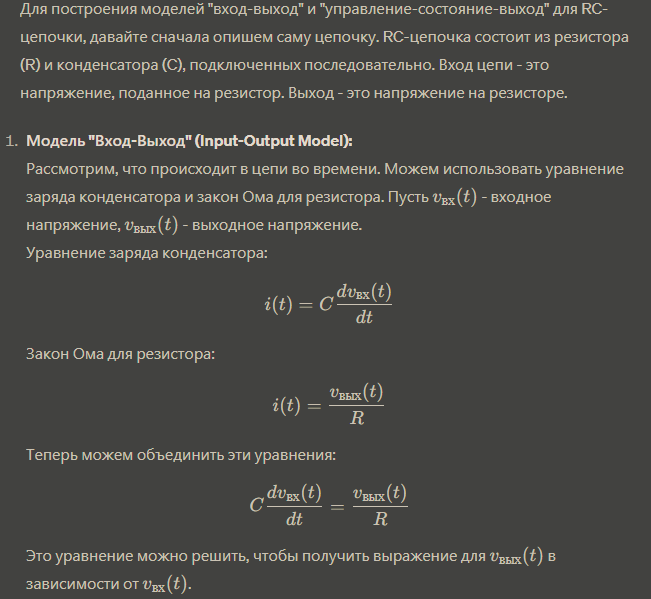 Для построения моделей "вход-выход" и "управление-состояние-выход" для RC-
цепочки, давайте сначала опишем саму цепочку. RC-цепочка состоит из резистора
(R) и конденсатора (C), подключенных последовательно. Вход цепи - это
напряжение, поданное на резистор. Выход - это напряжение на резисторе.
1. Модель "Вход-Выход" (Input-Output Model):
Рассмотрим, что происходит в цепи во времени. Можем использовать уравнение
заряда конденсатора и закон Ома для резистора. Пусть $v_{\text{вх}}(t)$ - входное
напряжение, $v_{\text{вых}}(t)$ - выходное напряжение.
Уравнение заряда конденсатора:
$i(t) = C\frac{dv_{\text{вх}}(t)}{dt}$
Закон Ома для резистора:
$i(t) = \frac{v_{\text{вых}}(t)}{R}$
Теперь можем объединить эти уравнения:
$C\frac{dv_{\text{вх}}(t)}{dt} = \frac{v_{\text{вых}}(t)}{R}$
Это уравнение можно решить, чтобы получить выражение для $v_{\text{вых}}(t)$ в
зависимости от $v_{\text{вх}}(t)$.